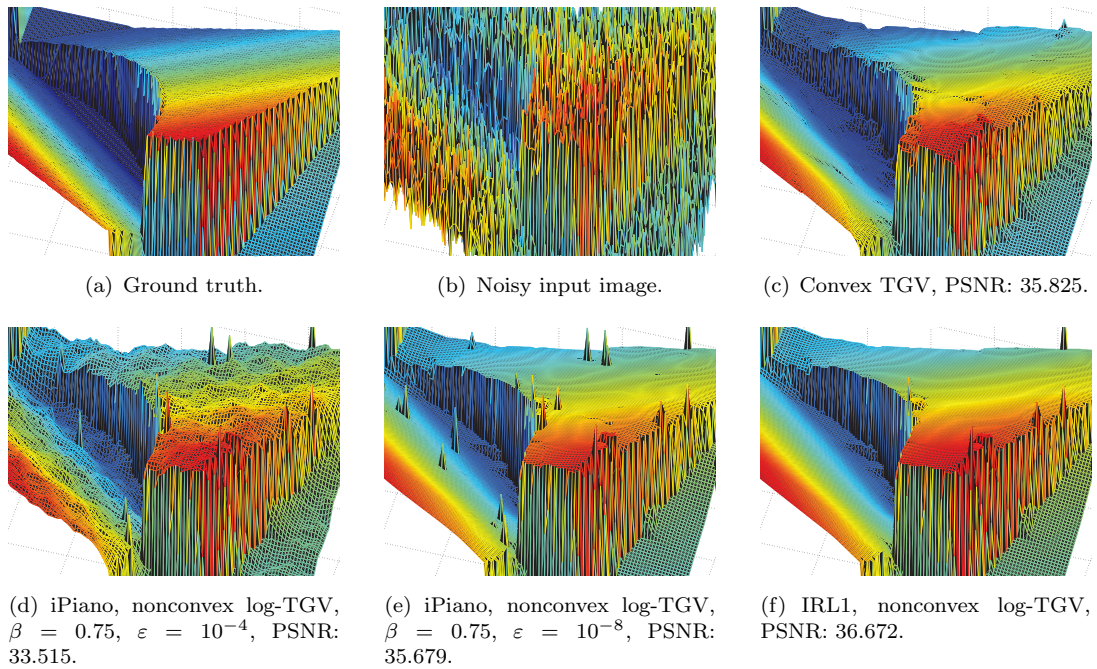 (a) Ground truth.
(b) Noisy input image.
(c) Convex TGV, PSNR: 35.825.
(d) iPiano, nonconvex log-TGV,
β = 0.75, ε = 10⁻⁴, PSNR:
33.515.
(e) iPiano, nonconvex log-TGV,
β = 0.75, ε = 10⁻⁸, PSNR:
35.679.
(f) IRL1, nonconvex log-TGV,
PSNR: 36.672.